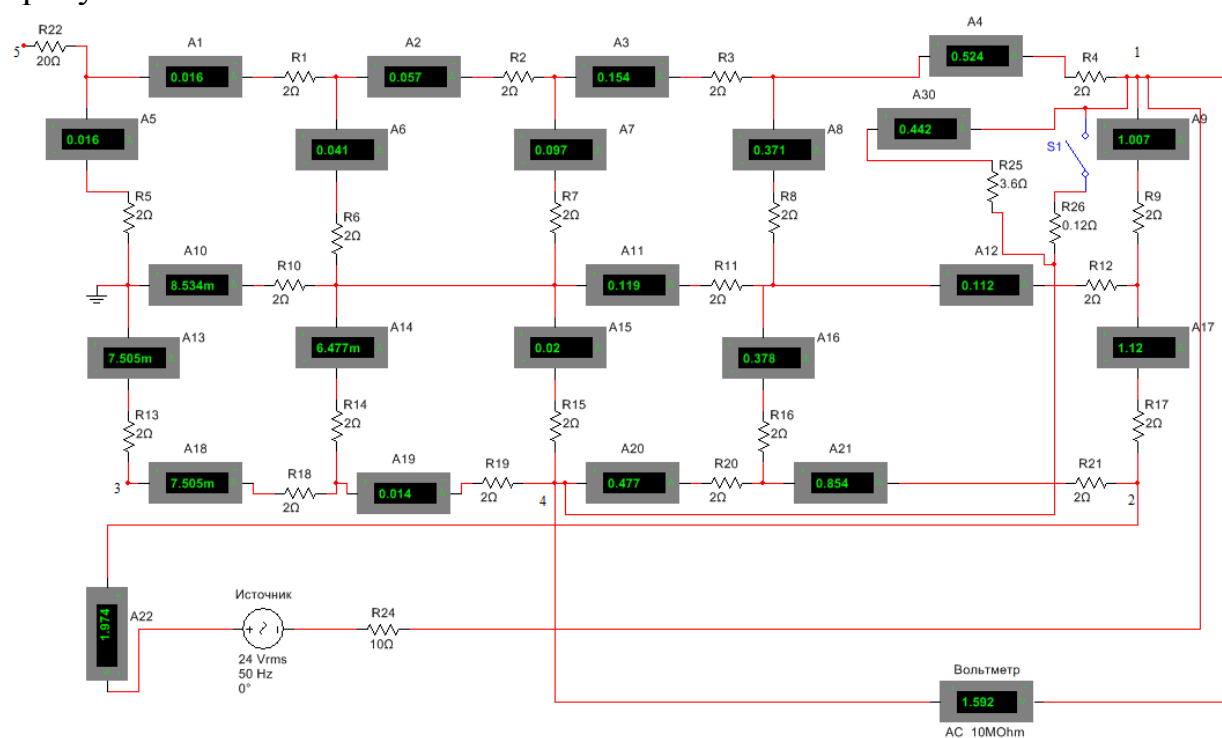 R22
5
20Ω
A1
0.016
R1
2Ω
A2
0.057
R2
2Ω
A3
0.154
R3
2Ω
A4
0.524
R4
2Ω
1
A5
0.016
A6
0.041
A7
0.097
A8
0.371
A30
0.442
S1
A9
1.007
R5
2Ω
R6
2Ω
R7
2Ω
R8
2Ω
R25
3.6Ω
R26
0.12Ω
R9
2Ω
A10
8.534m
R10
2Ω
A11
0.119
R11
2Ω
A12
0.112
R12
2Ω
A13
7.505m
A14
6.477m
A15
0.02
A16
0.378
A17
1.12
R13
2Ω
R14
2Ω
R15
2Ω
R16
2Ω
R17
2Ω
3
A18
7.505m
R18
2Ω
A19
0.014
R19
2Ω
4
A20
0.477
R20
2Ω
A21
0.854
R21
2Ω
2
A22
1.974
Источник
24 Vrms
50 Hz
0°
R24
10Ω
Вольтметр
1.592
AC 10MOhm